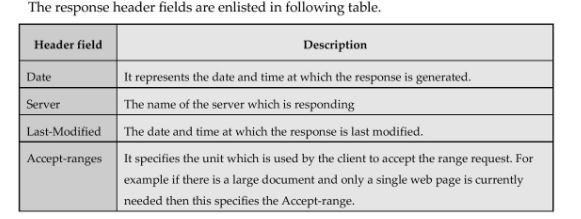 The response header fields are enlisted in following table.
Header field Description
Date It represents the date and time at which the response is generated.
Server The name of the server which is responding
Last-Modified The date and time at which the response is last modified.
Accept-ranges It specifies the unit which is used by the client to accept the range request. For
example if there is a large document and only a single web page is currently
needed then this specifies the Accept-range.